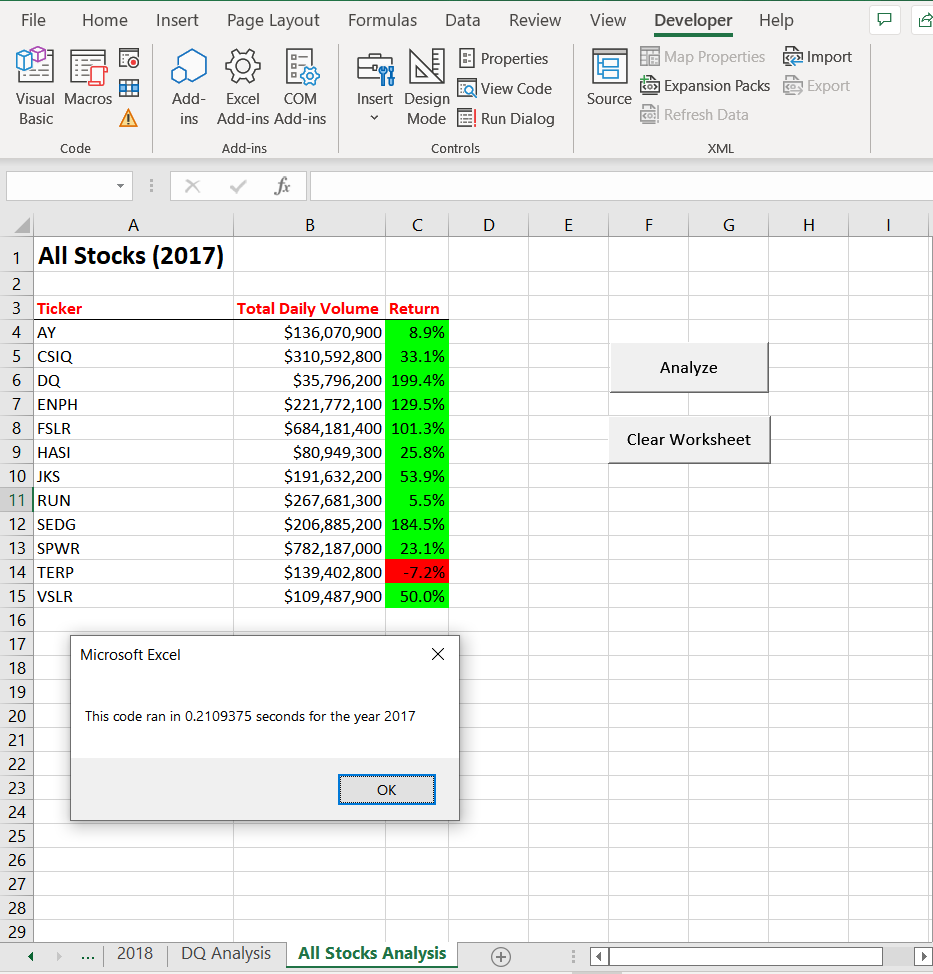 File Home Insert Page Layout Formulas Data Review View Developer Help
Visual Basic Macros Add-ins Excel Add-ins COM Add-ins Insert Design Mode Properties View Code Run Dialog Source Map Properties Expansion Packs Refresh Data Import Export
Code Add-ins Controls XML
fx
A B C D E F G H I
1 All Stocks (2017)
2
3 Ticker Total Daily Volume Return
4 AY $136,070,900 8.9%
5 CSIQ $310,592,800 33.1%
Analyze
6 DQ $35,796,200 199.4%
7 ENPH $221,772,100 129.5%
8 FSLR $684,181,400 101.3%
Clear Worksheet
9 HASI $80,949,300 25.8%
10 JKS $191,632,200 53.9%
11 RUN $267,681,300 5.5%
12 SEDG $206,885,200 184.5%
13 SPWR $782,187,000 23.1%
14 TERP $139,402,800 -7.2%
15 VSLR $109,487,900 50.0%
16
17
18
19
20
21
22
23
24
25
26
27
28
29
Microsoft Excel
This code ran in 0.2109375 seconds for the year 2017
OK
... 2018 DQ Analysis All Stocks Analysis